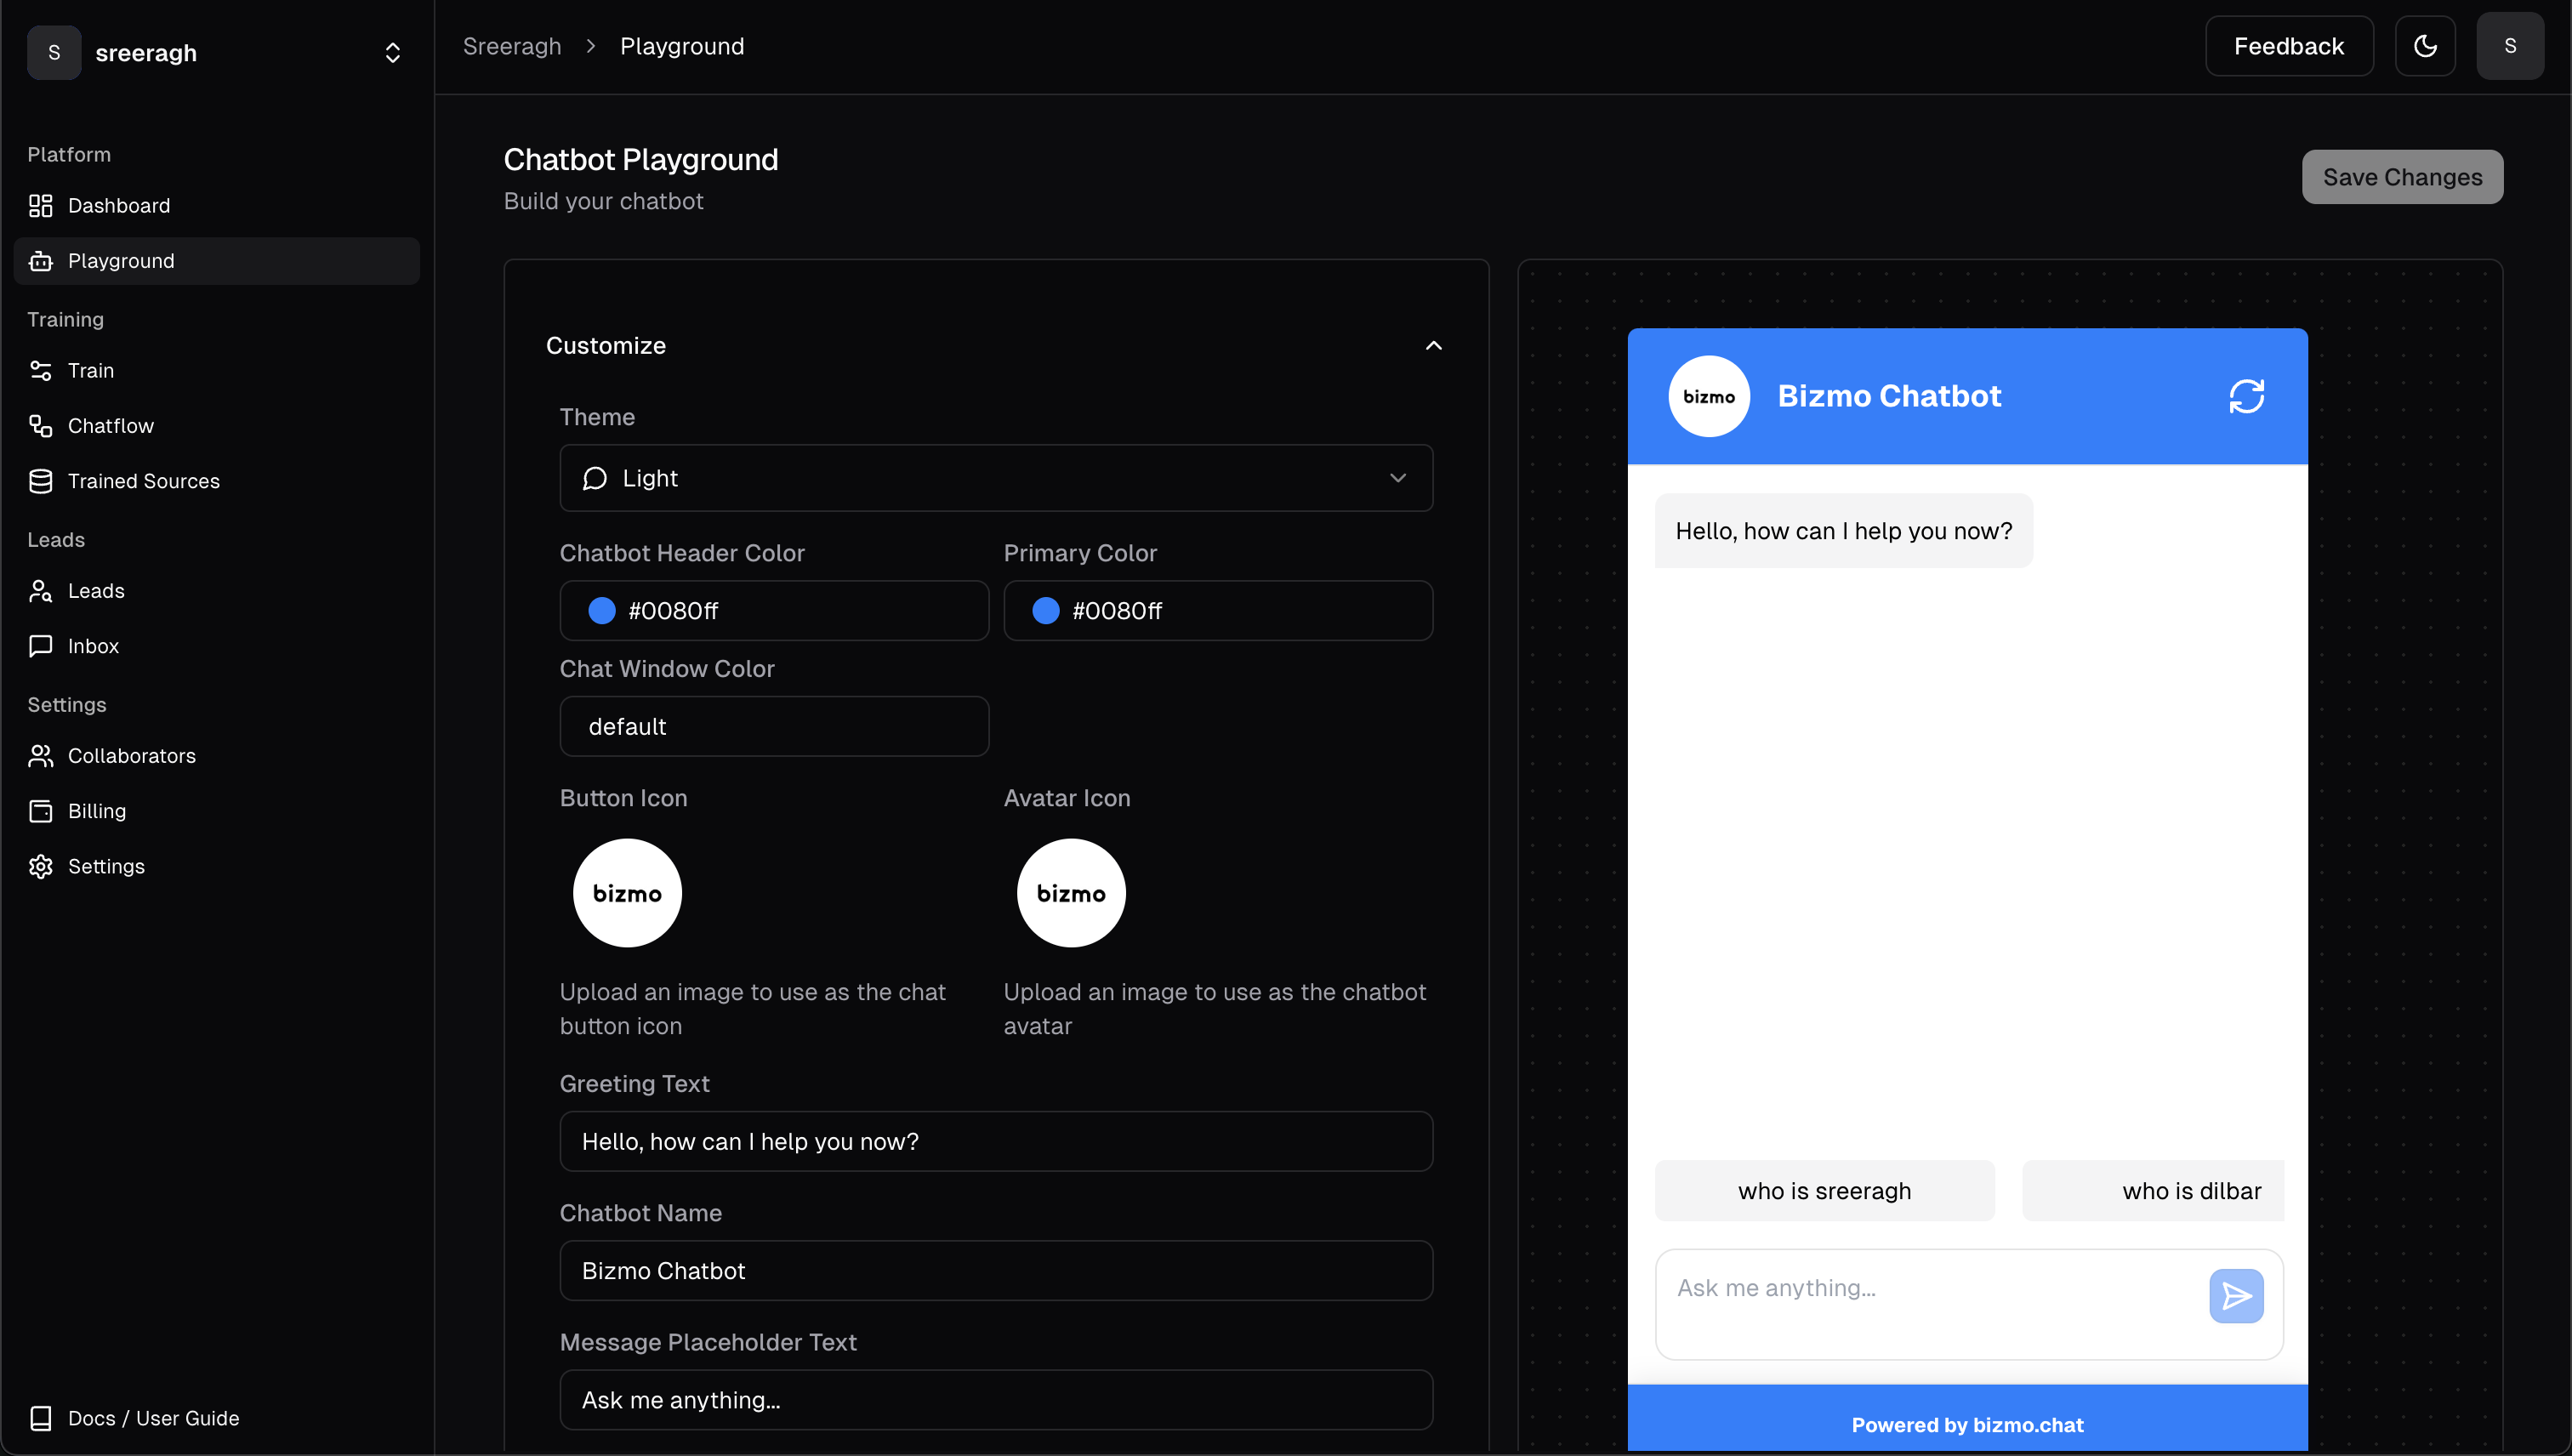 S
sreeragh
Platform
Dashboard
Playground
Training
Train
Chatflow
Trained Sources
Leads
Leads
Inbox
Settings
Collaborators
Billing
Settings
Docs / User Guide
Sreeragh > Playground
Feedback
S
Chatbot Playground
Build your chatbot
Save Changes
Customize
Theme
Light
Chatbot Header Color
Primary Color
#0080ff
#0080ff
Chat Window Color
default
Button Icon
Avatar Icon
bizmo
bizmo
Upload an image to use as the chat
button icon
Upload an image to use as the chatbot
avatar
Greeting Text
Hello, how can I help you now?
Chatbot Name
Bizmo Chatbot
Message Placeholder Text
Ask me anything...
bizmo
Bizmo Chatbot
Hello, how can I help you now?
who is sreeragh
who is dilbar
Ask me anything...
Powered by bizmo.chat